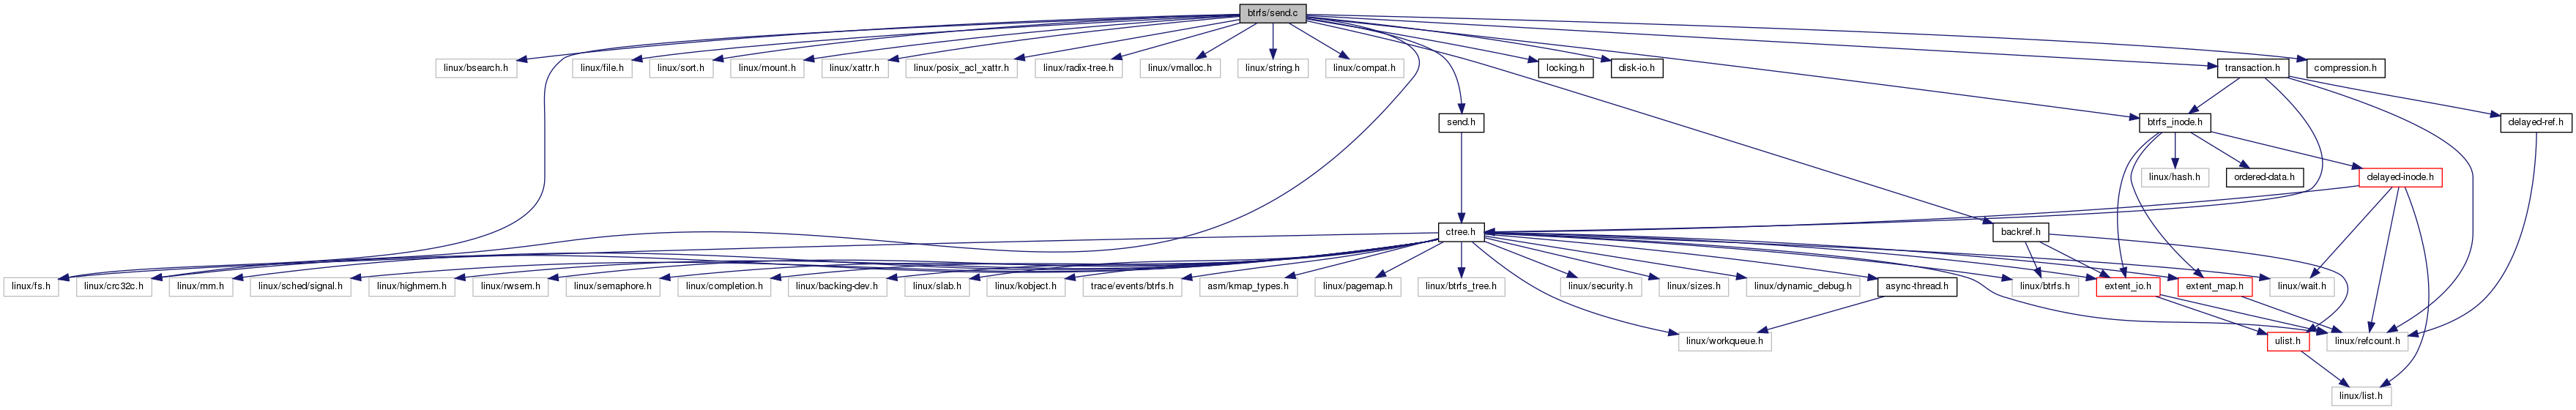 btrfs/send.c
linux/bsearch.h
linux/file.h
linux/sort.h
linux/mount.h
linux/xattr.h
linux/posix_acl_xattr.h
linux/radix-tree.h
linux/vmalloc.h
linux/string.h
linux/compat.h
locking.h
disk-io.h
transaction.h
compression.h
send.h
btrfs_inode.h
delayed-ref.h
linux/hash.h
ordered-data.h
delayed-inode.h
ctree.h
backref.h
linux/fs.h
linux/crc32c.h
linux/mm.h
linux/sched/signal.h
linux/highmem.h
linux/rwsem.h
linux/semaphore.h
linux/completion.h
linux/backing-dev.h
linux/slab.h
linux/kobject.h
trace/events/btrfs.h
asm/kmap_types.h
linux/pagemap.h
linux/btrfs_tree.h
linux/security.h
linux/sizes.h
linux/dynamic_debug.h
async-thread.h
linux/btrfs.h
extent_io.h
extent_map.h
linux/wait.h
linux/workqueue.h
ulist.h
linux/refcount.h
linux/list.h